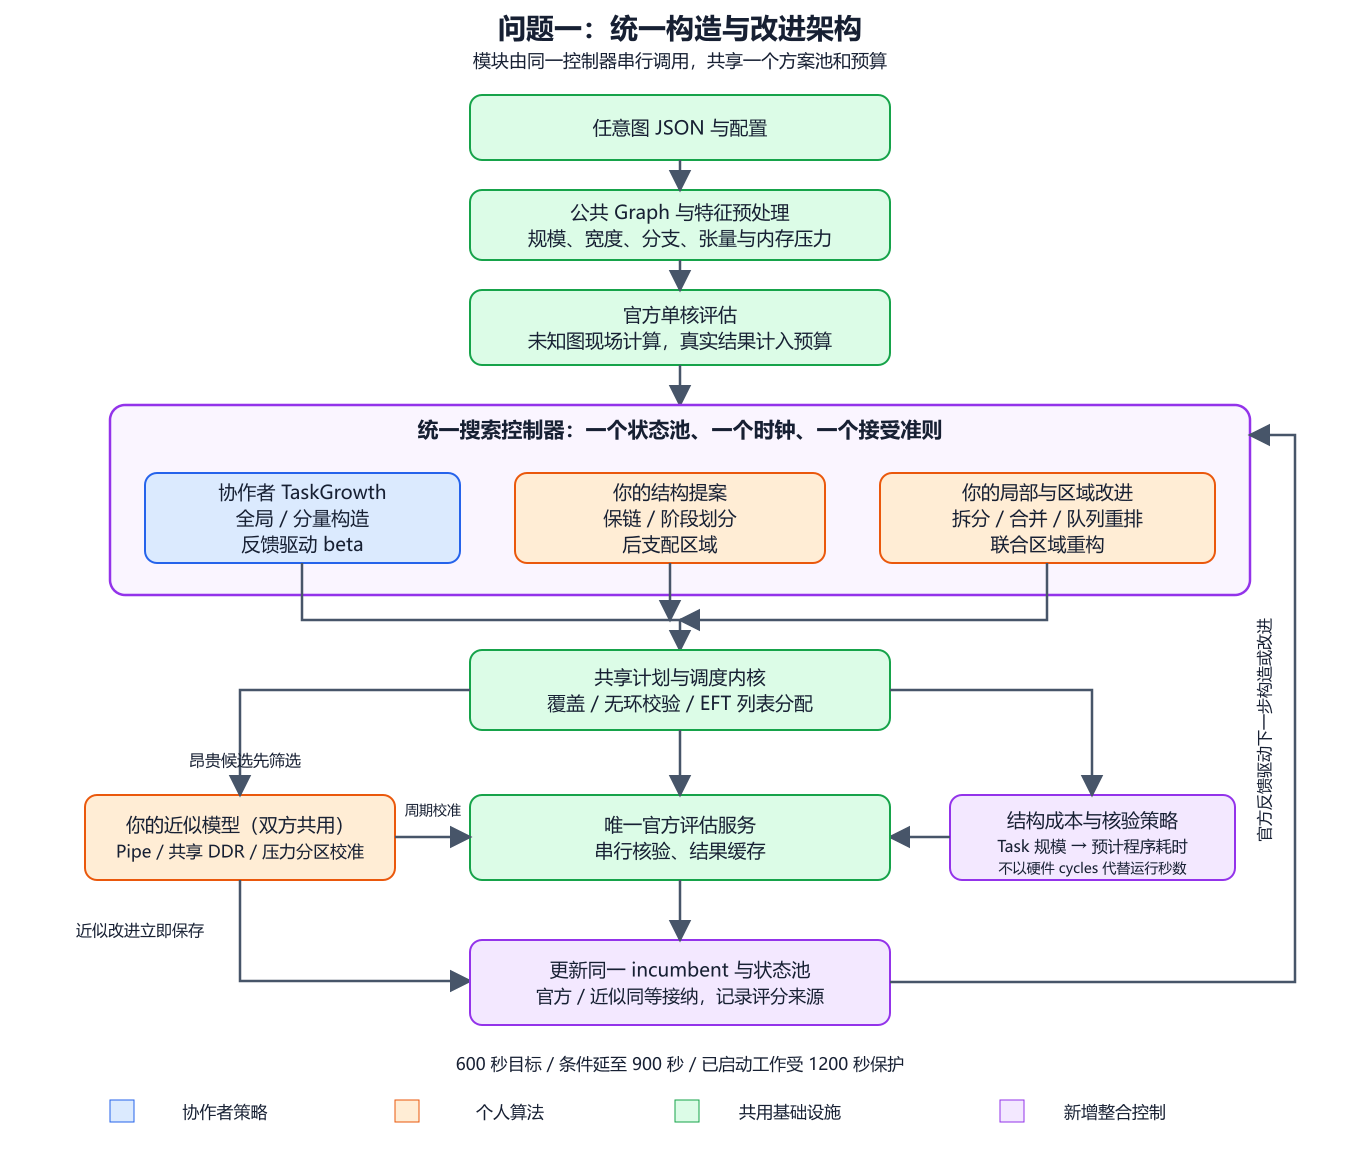 问题一：统一构造与改进架构
模块由同一控制器串行调用，共享一个方案池和预算
任意图 JSON 与配置
公共 Graph 与特征预处理
规模、宽度、分支、张量与内存压力
官方单核评估
未知图现场计算，真实结果计入预算
统一搜索控制器：一个状态池、一个时钟、一个接受准则
协作者 TaskGrowth
全局 / 分量构造
反馈驱动 beta
你的结构提案
保链 / 阶段划分
后支配区域
你的局部与区域改进
拆分 / 合并 / 队列重排
联合区域重构
共享计划与调度内核
覆盖 / 无环校验 / EFT 列表分配
昂贵候选先筛选
你的近似模型（双方共用）
Pipe / 共享 DDR / 压力分区校准
周期校准
唯一官方评估服务
串行核验、结果缓存
结构成本与核验策略
Task 规模 → 预计程序耗时
不以硬件 cycles 代替运行秒数
官方反馈驱动下一步构造或改进
近似改进立即保存
更新同一 incumbent 与状态池
官方 / 近似同等接纳，记录评分来源
600 秒目标 / 条件延至 900 秒 / 已启动工作受 1200 秒保护
协作者策略
个人算法
共用基础设施
新增整合控制